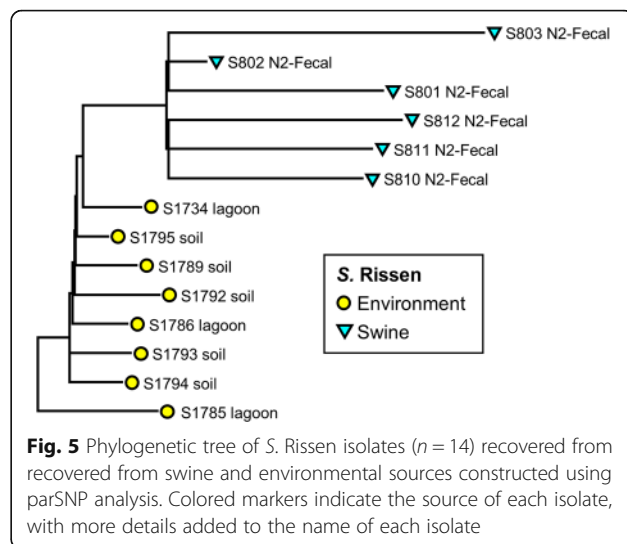 S803 N2-Fecal
S802 N2-Fecal
S801 N2-Fecal
S812 N2-Fecal
S811 N2-Fecal
S810 N2-Fecal
S1734 lagoon
S1795 soil
S1789 soil
S1792 soil
S1786 lagoon
S1793 soil
S1794 soil
S1785 lagoon
S. Rissen
Environment
Swine
Fig. 5 Phylogenetic tree of S. Rissen isolates (n = 14) recovered from
recovered from swine and environmental sources constructed using
parSNP analysis. Colored markers indicate the source of each isolate,
with more details added to the name of each isolate